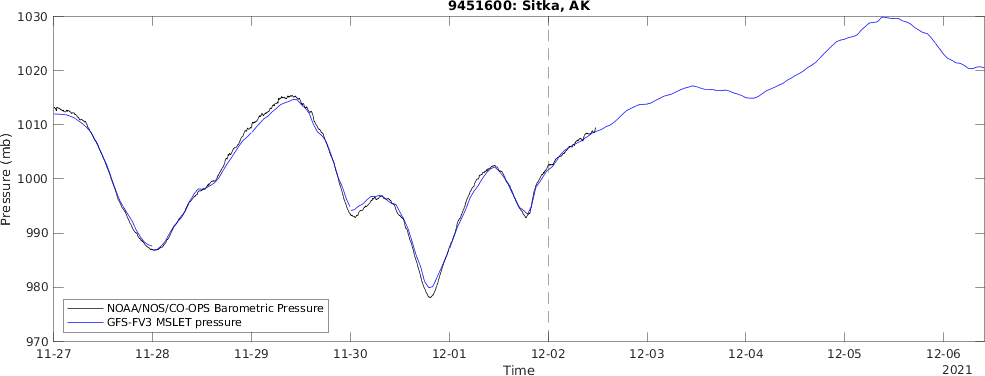 9451600: Sitka, AK
Pressure (mb)
1030
1020
1010
1000
990
980
970
NOAA/NOS/CO-OPS Barometric Pressure
GFS-FV3 MSLET pressure
11-27 11-28 11-29 11-30 12-01 12-02 12-03 12-04 12-05 12-06
Time
2021